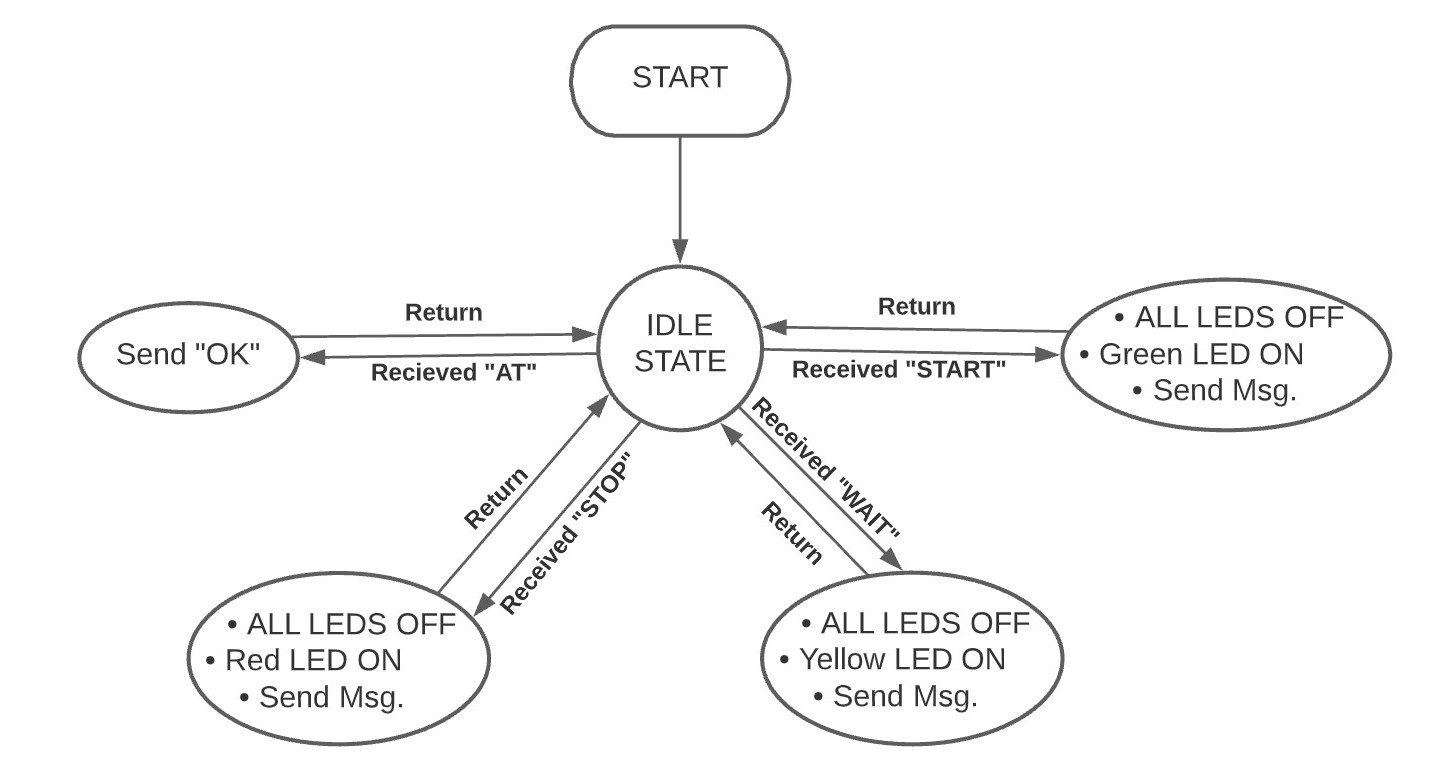 START
IDLE
STATE
Return
Recieved "AT"
Send "OK"
Return
Received "START"
• ALL LEDS OFF
• Green LED ON
• Send Msg.
Return
Received "STOP"
• ALL LEDS OFF
• Red LED ON
• Send Msg.
Received "WAIT"
Return
• ALL LEDS OFF
• Yellow LED ON
• Send Msg.